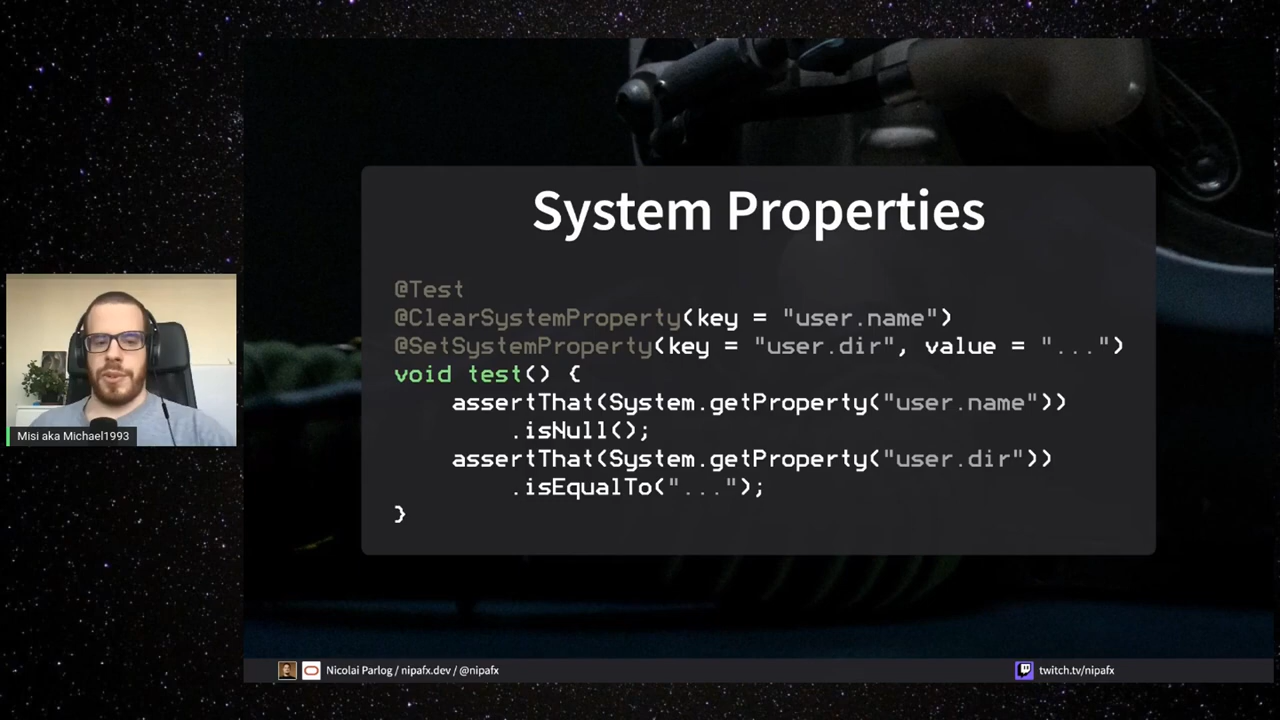 System Properties
@Test
@ClearSystemProperty(key = "user.name")
@SetSystemProperty(key = "user.dir", value = "...")
void test() {
    assertThat(System.getProperty("user.name"))
        .isNull();
    assertThat(System.getProperty("user.dir"))
        .isEqualTo("...");
}
Misi aka Michael1993
Nicolai Parlog / nipafx.dev / @nipafx
twitch.tv/nipafx